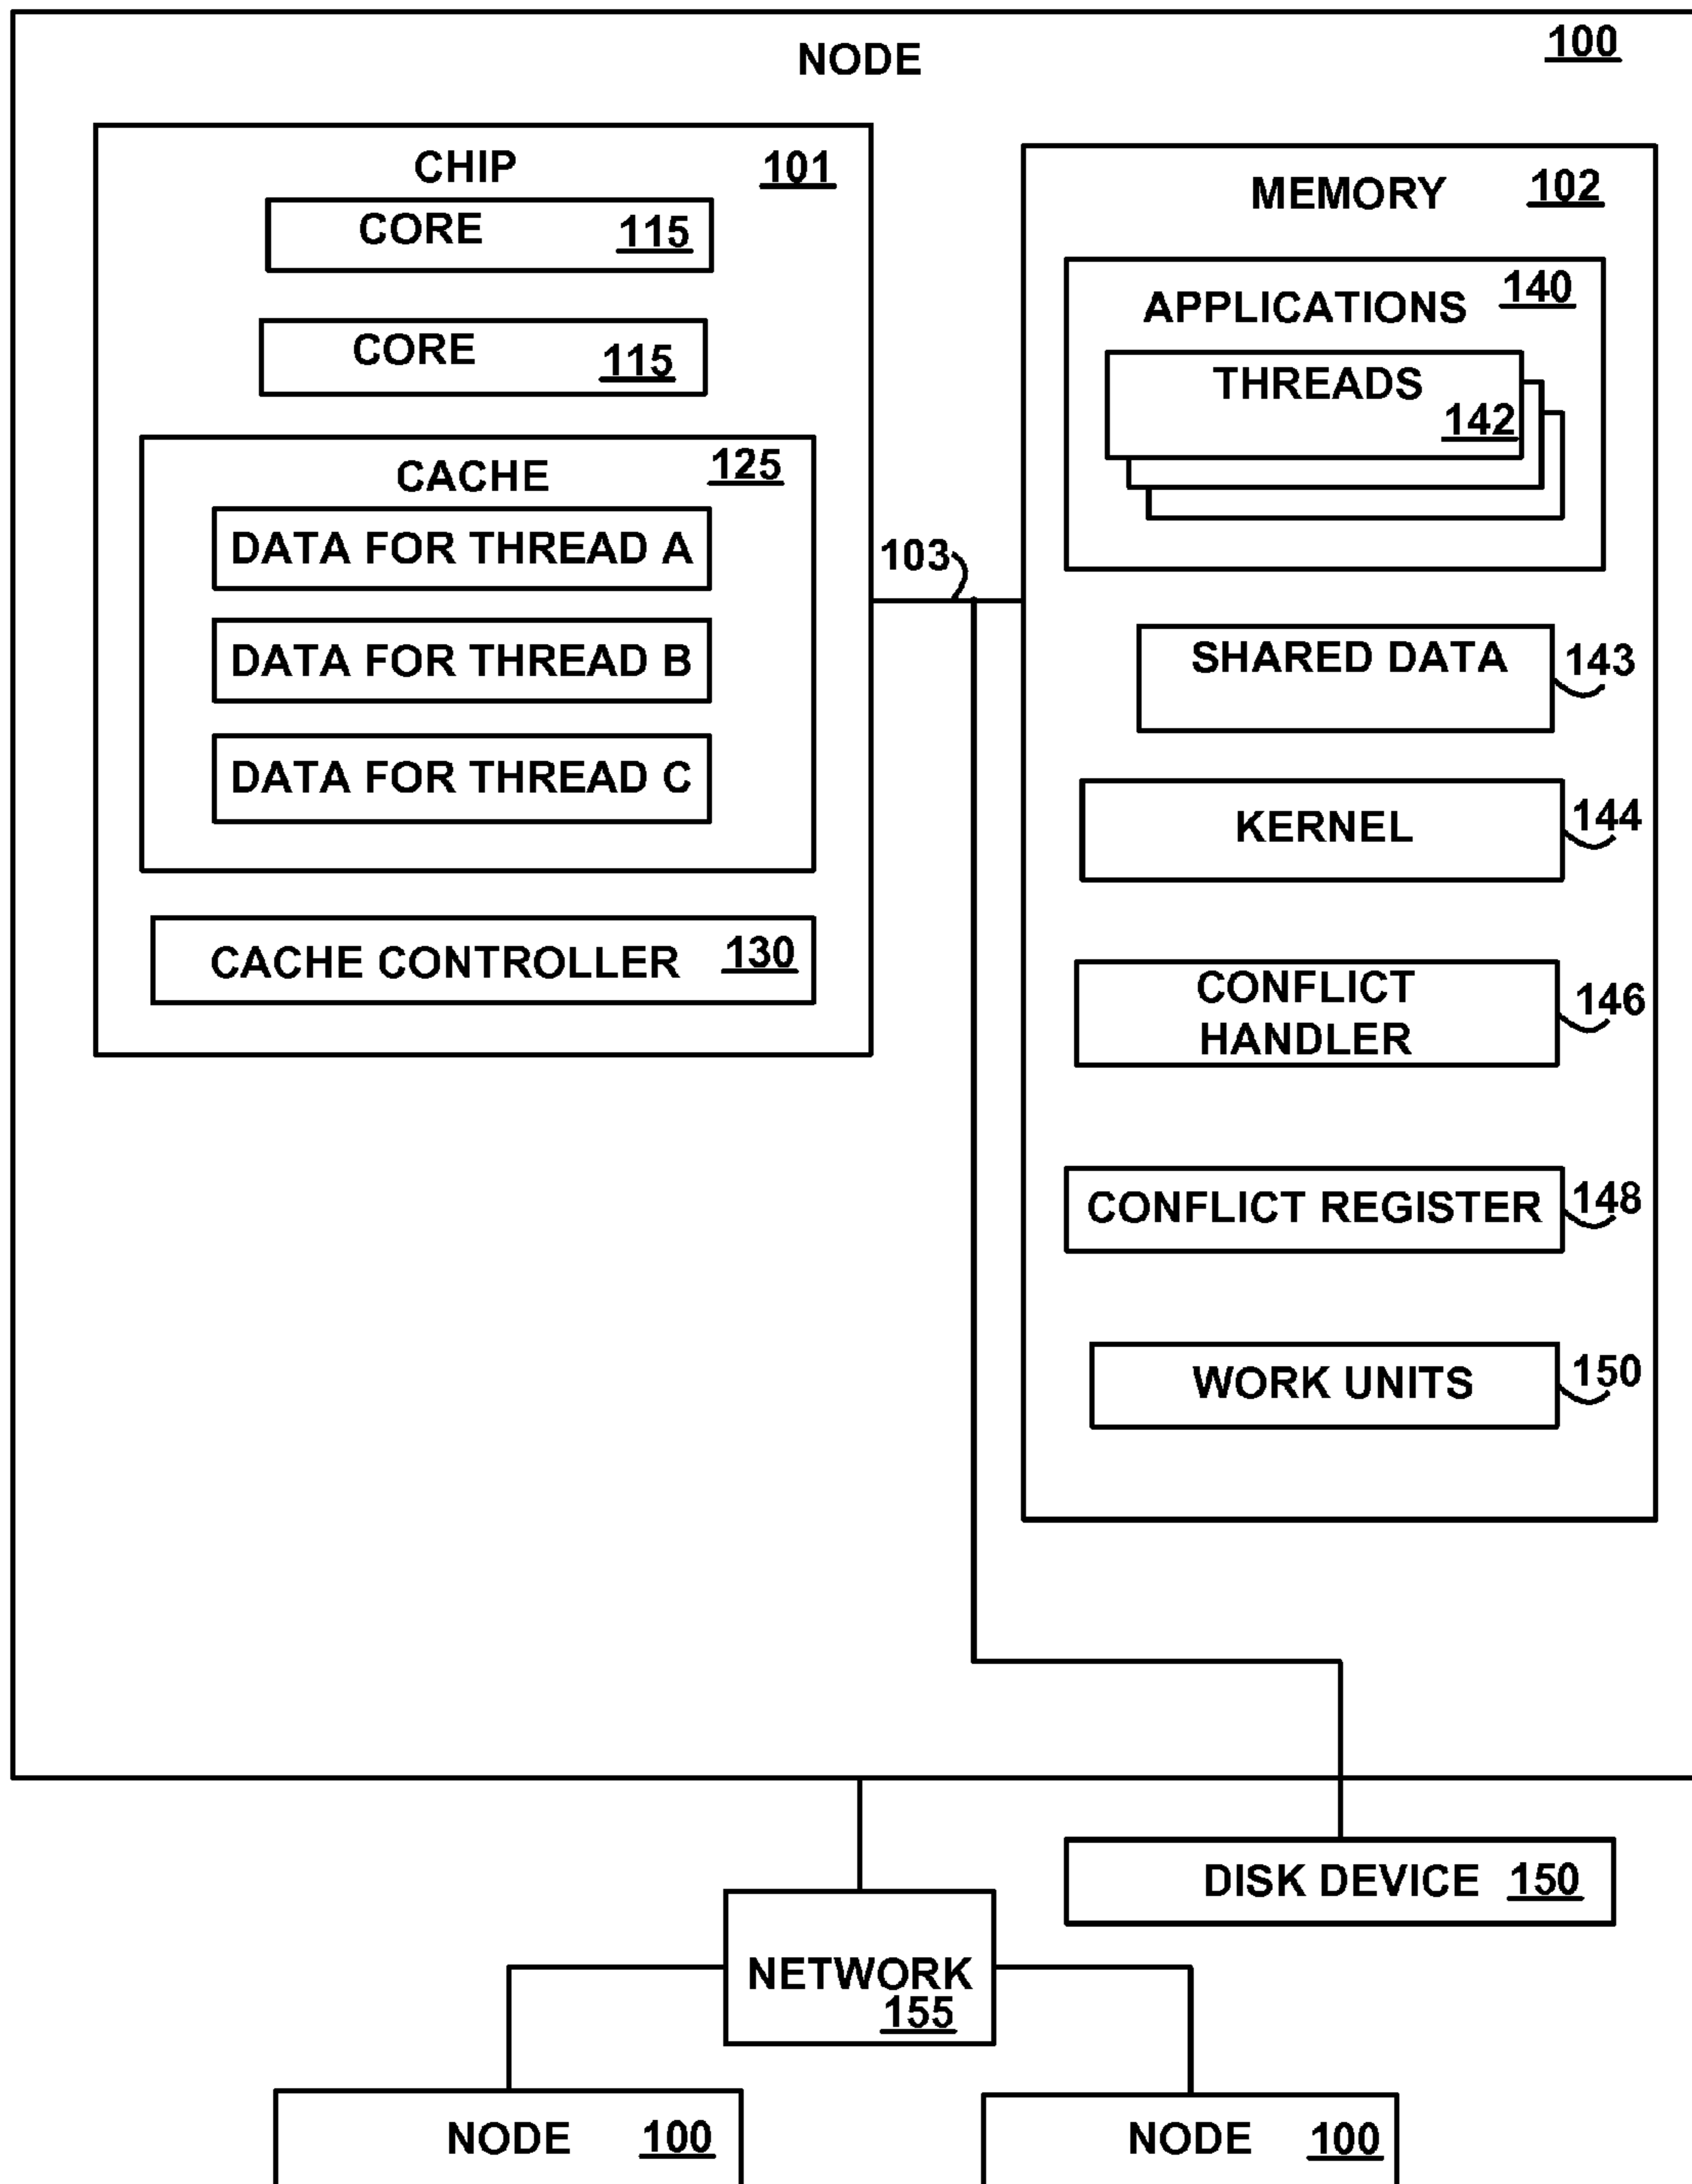 NODE 100
CHIP 101
CORE 115
CORE 115
CACHE 125
DATA FOR THREAD A
DATA FOR THREAD B
DATA FOR THREAD C
CACHE CONTROLLER 130
103
MEMORY 102
APPLICATIONS 140
THREADS
142
SHARED DATA 143
KERNEL 144
CONFLICT
HANDLER
146
CONFLICT REGISTER 148
WORK UNITS 150
DISK DEVICE 150
NETWORK
155
NODE 100
NODE 100